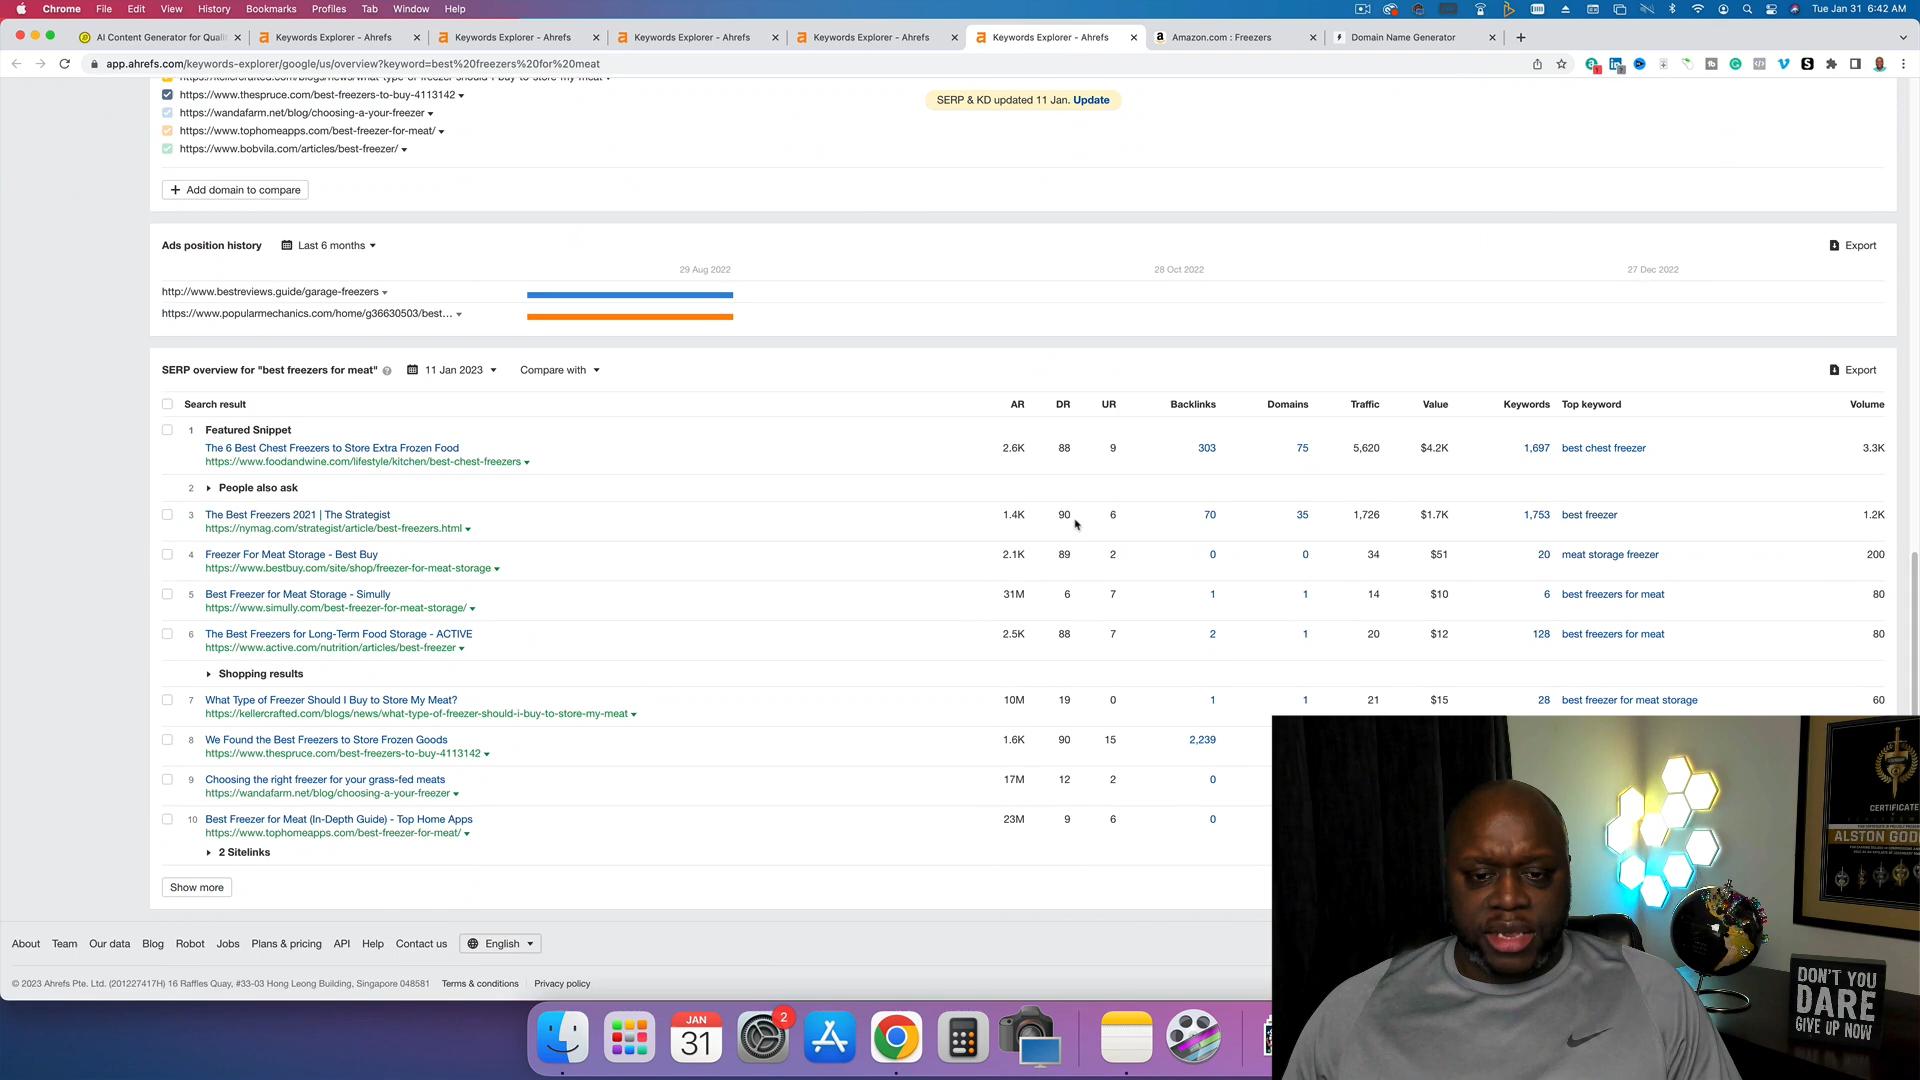 Chrome File Edit View History Bookmarks Profiles Tab Window Help Tue Jan 31 6:42 AM
AI Content Generator for Quali Keywords Explorer - Ahrefs Keywords Explorer - Ahrefs Keywords Explorer - Ahrefs Keywords Explorer - Ahrefs Keywords Explorer - Ahrefs Amazon.com : Freezers Domain Name Generator
app.ahrefs.com/keywords-explorer/google/us/overview?keyword=best%20freezers%20for%20meat
https://www.thespruce.com/best-freezers-to-buy-4113142
SERP & KD updated 11 Jan. Update
https://wandafarm.net/blog/choosing-a-your-freezer
https://www.tophomeapps.com/best-freezer-for-meat/
https://www.bobvila.com/articles/best-freezer/
+ Add domain to compare
Ads position history Last 6 months Export
29 Aug 2022 28 Oct 2022 27 Dec 2022
http://www.bestreviews.guide/garage-freezers
https://www.popularmechanics.com/home/g36630503/best...
SERP overview for "best freezers for meat" 11 Jan 2023 Compare with Export
Search result AR DR UR Backlinks Domains Traffic Value Keywords Top keyword Volume
1 Featured Snippet
The 6 Best Chest Freezers to Store Extra Frozen Food 2.6K 88 9 303 75 5,620 $4.2K 1,697 best chest freezer 3.3K
https://www.foodandwine.com/lifestyle/kitchen/best-chest-freezers
2 People also ask
3 The Best Freezers 2021 | The Strategist 1.4K 90 6 70 35 1,726 $1.7K 1,753 best freezer 1.2K
https://nymag.com/strategist/article/best-freezers.html
4 Freezer For Meat Storage - Best Buy 2.1K 89 2 0 0 34 $51 20 meat storage freezer 200
https://www.bestbuy.com/site/shop/freezer-for-meat-storage
5 Best Freezer for Meat Storage - Simully 31M 6 7 1 1 14 $10 6 best freezers for meat 80
https://www.simully.com/best-freezer-for-meat-storage/
6 The Best Freezers for Long-Term Food Storage - ACTIVE 2.5K 88 7 2 1 20 $12 128 best freezers for meat 80
https://www.active.com/nutrition/articles/best-freezer
Shopping results
7 What Type of Freezer Should I Buy to Store My Meat? 10M 19 0 1 1 21 $15 28 best freezer for meat storage 60
https://kellercrafted.com/blogs/news/what-type-of-freezer-should-i-buy-to-store-my-meat
8 We Found the Best Freezers to Store Frozen Goods 1.6K 90 15 2,239
https://www.thespruce.com/best-freezers-to-buy-4113142
9 Choosing the right freezer for your grass-fed meats 17M 12 2 0
https://wandafarm.net/blog/choosing-a-your-freezer
10 Best Freezer for Meat (In-Depth Guide) - Top Home Apps 23M 9 6 0
https://www.tophomeapps.com/best-freezer-for-meat/
2 Sitelinks
Show more
About Team Our data Blog Robot Jobs Plans & pricing API Help Contact us English
© 2023 Ahrefs Pte. Ltd. (201227417H) 16 Raffles Quay, #33-03 Hong Leong Building, Singapore 048581 Terms & conditions Privacy policy
CERTIFICATE
ALSTON GOD
DON'T YOU
DARE
GIVE UP NOW
2
JAN
31